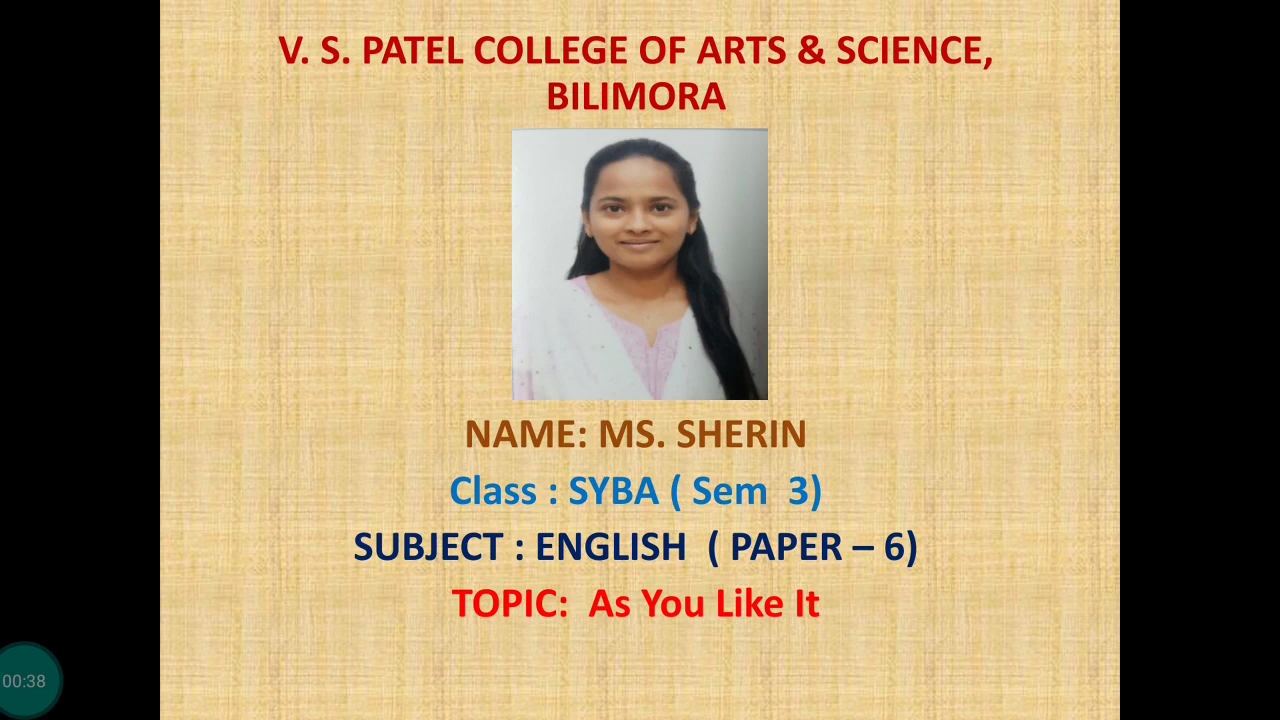 V. S. PATEL COLLEGE OF ARTS & SCIENCE,
BILIMORA
NAME: MS. SHERIN
Class : SYBA ( Sem  3)
SUBJECT : ENGLISH  ( PAPER – 6)
TOPIC:  As You Like It
00:38